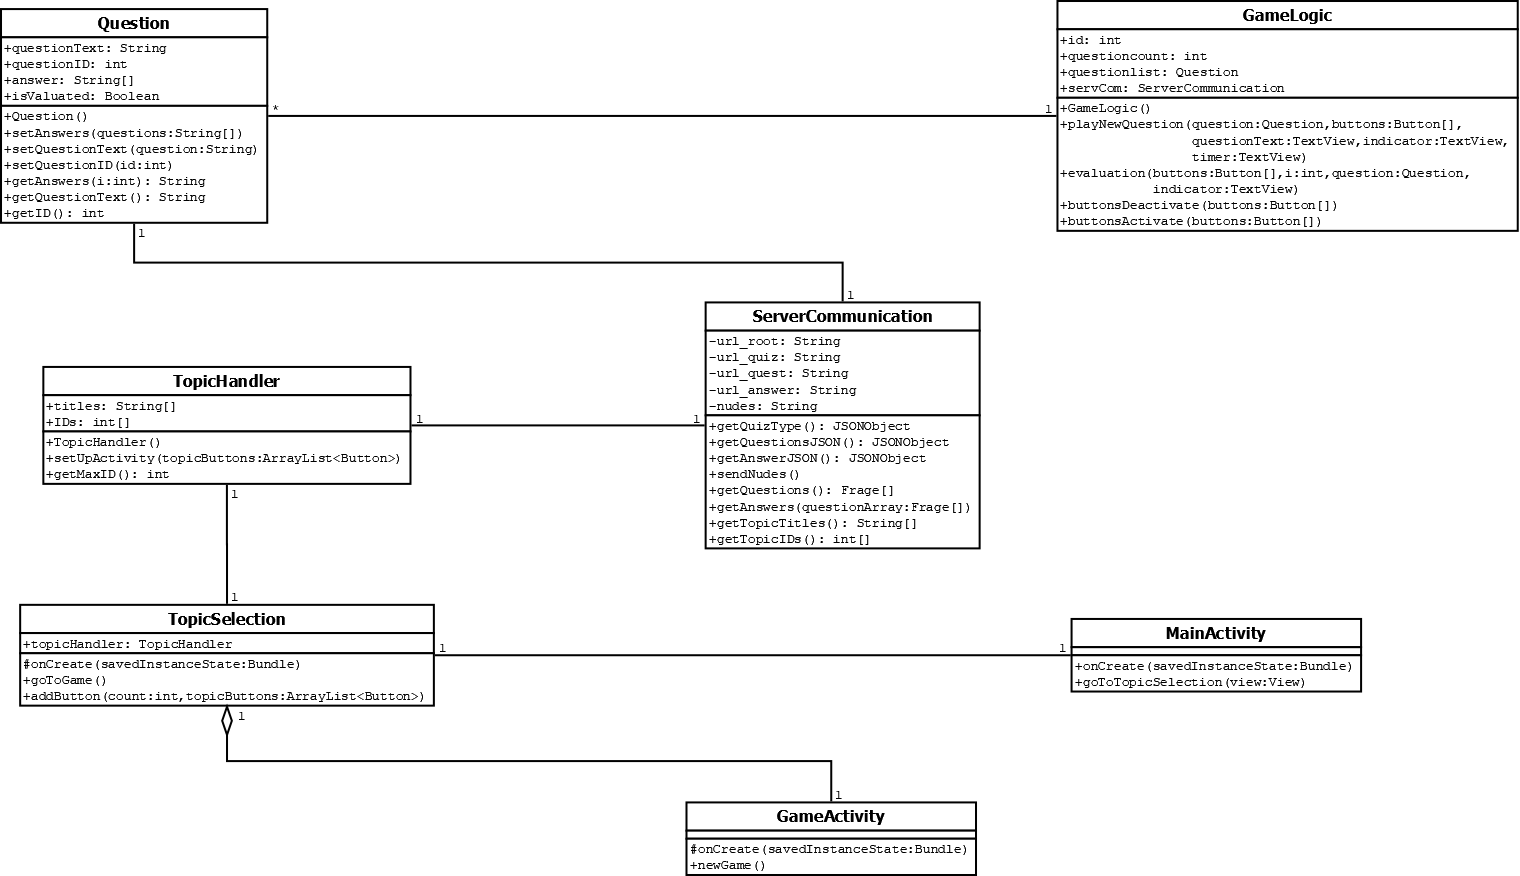 Question
+questionText: String
+questionID: int
+answer: String[]
+isValuated: Boolean
+Question()
+setAnswers(questions:String[])
+setQuestionText(question:String)
+setQuestionID(id:int)
+getAnswers(i:int): String
+getQuestionText(): String
+getID(): int
*
1
GameLogic
+id: int
+questioncount: int
+questionlist: Question
+servCom: ServerCommunication
+GameLogic()
+playNewQuestion(question:Question,buttons:Button[],
questionText:TextView,indicator:TextView,
timer:TextView)
+evaluation(buttons:Button[],i:int,question:Question,
indicator:TextView)
+buttonsDeactivate(buttons:Button[])
+buttonsActivate(buttons:Button[])
1
1
ServerCommunication
-url_root: String
-url_quiz: String
-url_quest: String
-url_answer: String
-nudes: String
+getQuizType(): JSONObject
+getQuestionsJSON(): JSONObject
+getAnswerJSON(): JSONObject
+sendNudes()
+getQuestions(): Frage[]
+getAnswers(questionArray:Frage[])
+getTopicTitles(): String[]
+getTopicIDs(): int[]
TopicHandler
+titles: String[]
+IDs: int[]
+TopicHandler()
+setUpActivity(topicButtons:ArrayList<Button>)
+getMaxID(): int
1
1
1
1
TopicSelection
+topicHandler: TopicHandler
#onCreate(savedInstanceState:Bundle)
+goToGame()
+addButton(count:int,topicButtons:ArrayList<Button>)
1
1
MainActivity
+onCreate(savedInstanceState:Bundle)
+goToTopicSelection(view:View)
1
1
GameActivity
#onCreate(savedInstanceState:Bundle)
+newGame()